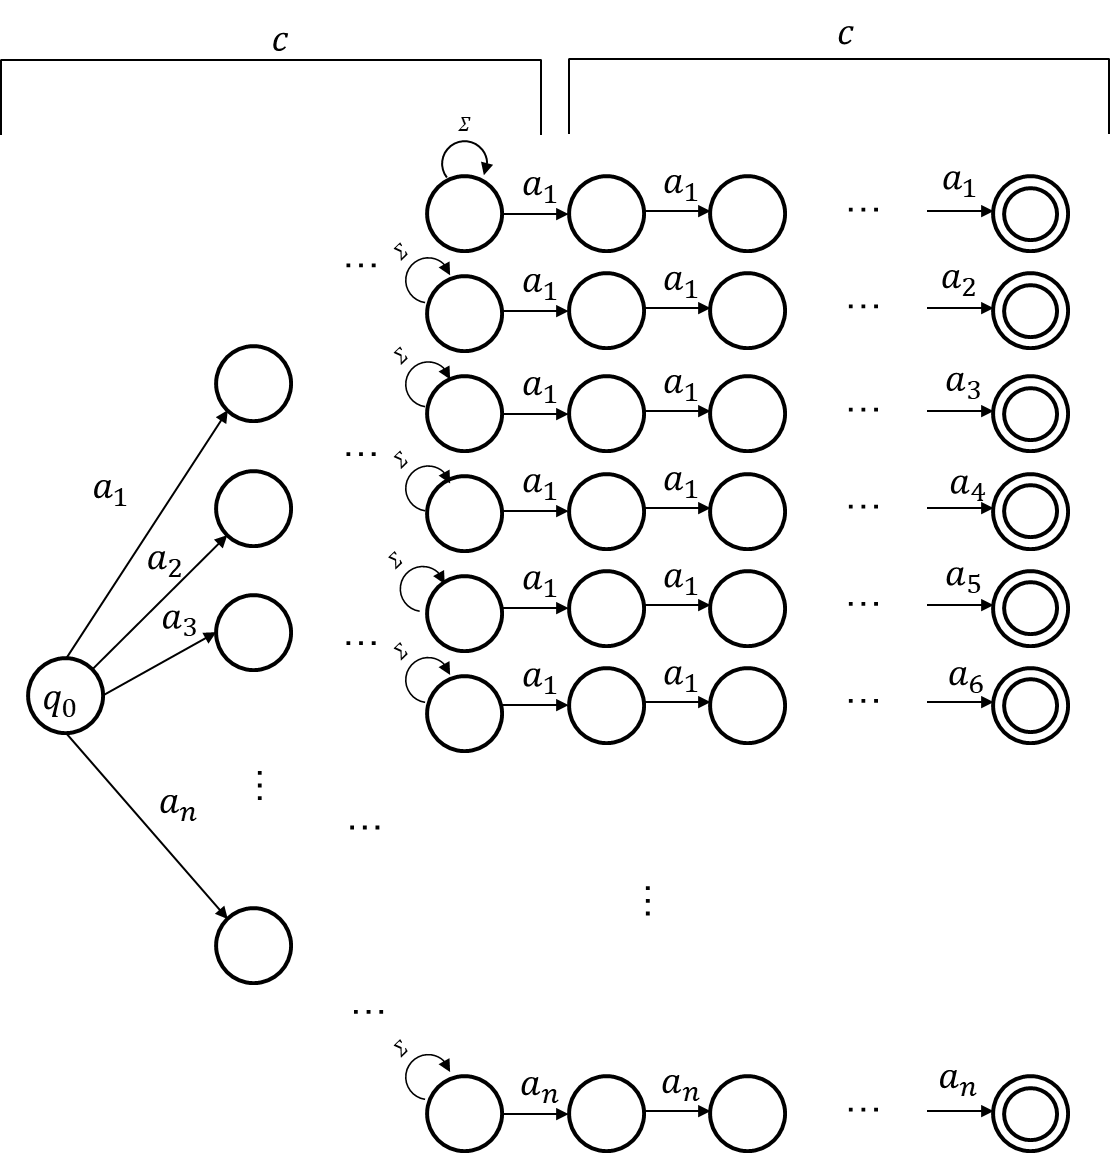 c c
Σ
a₁ a₁ a₁
Σ
a₁ a₁ a₂
...
Σ
a₁ a₁ a₃
...
a₁
Σ
a₁ a₁ a₄
...
a₂
Σ
a₁ a₁ a₅
...
a₃
Σ
a₁ a₁ a₆
...
q₀
⋮
aₙ
...
⋮
...
Σ
aₙ aₙ aₙ
...